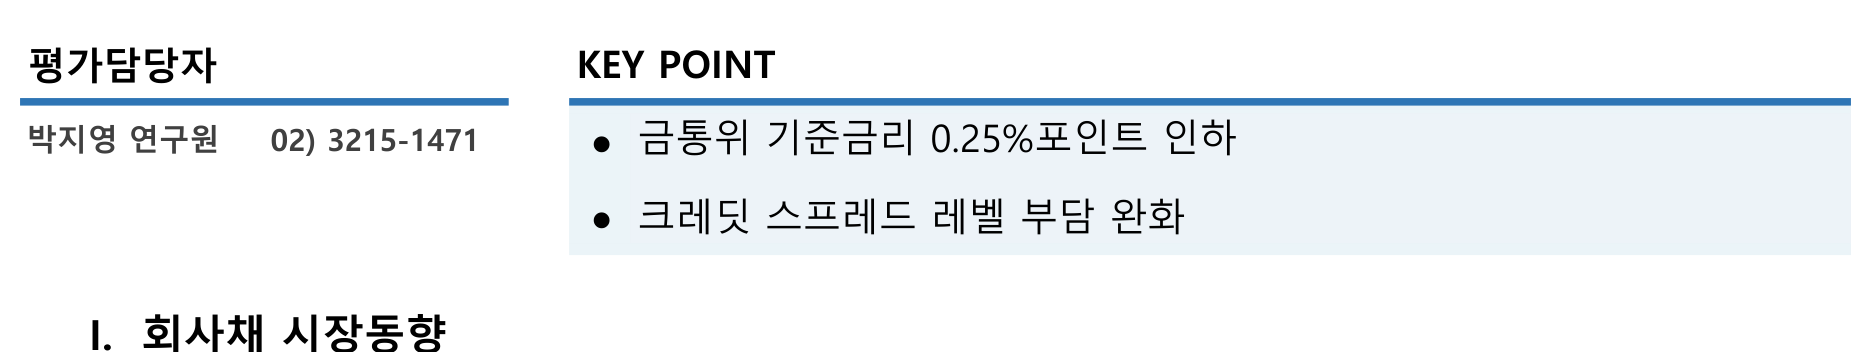 평가담당자
박지영 연구원 02) 3215-1471
KEY POINT
● 금통위 기준금리 0.25%포인트 인하
● 크레딧 스프레드 레벨 부담 완화
I. 회사채 시장동향